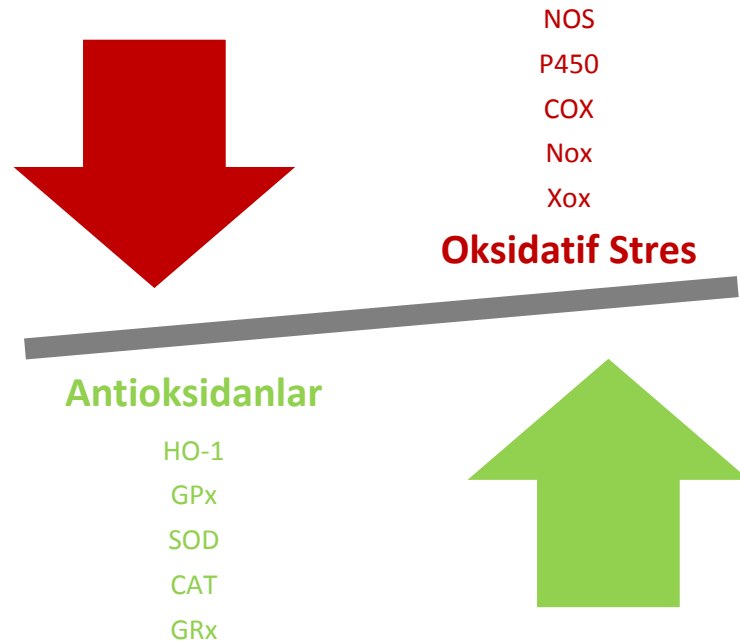 NOS
P450
COX
Nox
Xox
Oksidatif Stres
Antioksidanlar
HO-1
GPx
SOD
CAT
GRx